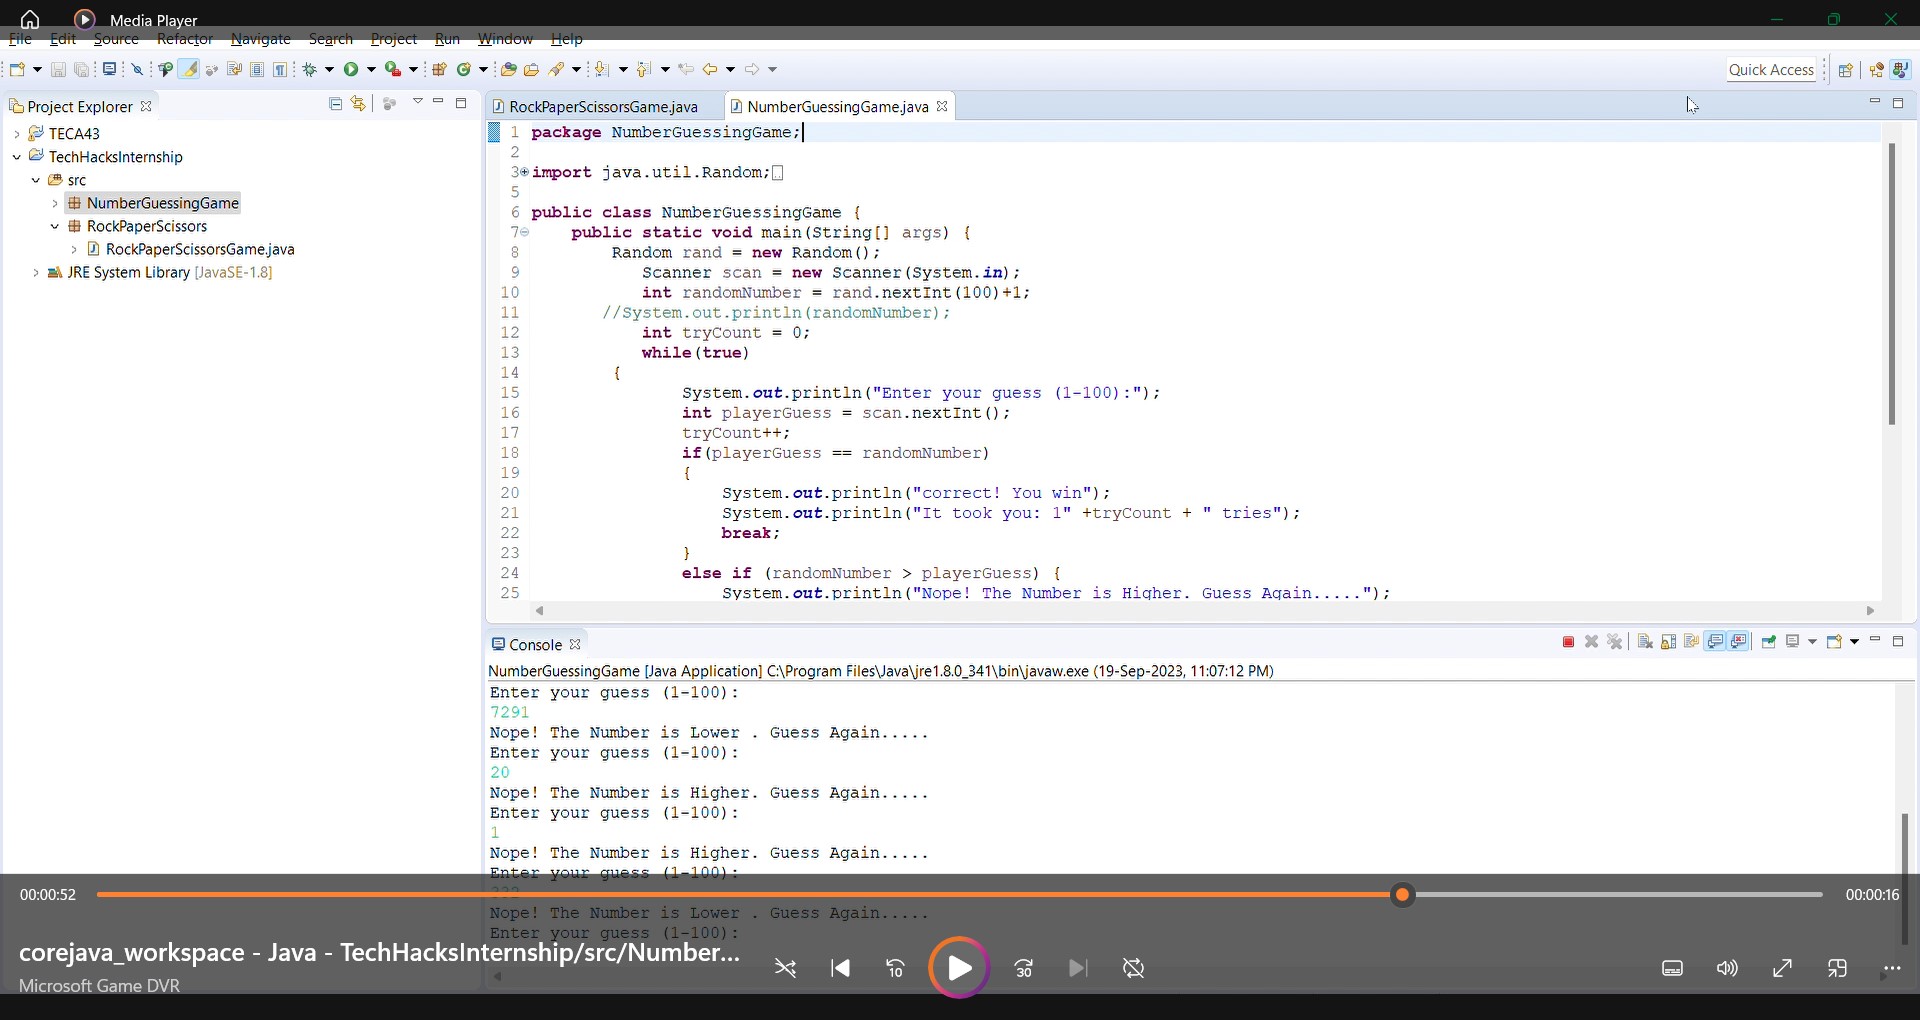 Media Player
File Edit Source Refactor Navigate Search Project Run Window Help
Quick Access
Project Explorer
RockPaperScissorsGame.java
NumberGuessingGame.java
TECA43
TechHacksInternship
src
NumberGuessingGame
RockPaperScissors
RockPaperScissorsGame.java
JRE System Library [JavaSE-1.8]
1 package NumberGuessingGame;
2
3 import java.util.Random;
5
6 public class NumberGuessingGame {
7 public static void main(String[] args) {
8 Random rand = new Random();
9 Scanner scan = new Scanner(System.in);
10 int randomNumber = rand.nextInt(100)+1;
11 //System.out.println(randomNumber);
12 int tryCount = 0;
13 while(true)
14 {
15 System.out.println("Enter your guess (1-100):");
16 int playerGuess = scan.nextInt();
17 tryCount++;
18 if(playerGuess == randomNumber)
19 {
20 System.out.println("correct! You win");
21 System.out.println("It took you: 1" +tryCount + " tries");
22 break;
23 }
24 else if (randomNumber > playerGuess) {
25 System.out.println("Nope! The Number is Higher. Guess Again.....");
Console
NumberGuessingGame [Java Application] C:\Program Files\Java\jre1.8.0_341\bin\javaw.exe (19-Sep-2023, 11:07:12 PM)
Enter your guess (1-100):
7291
Nope! The Number is Lower . Guess Again.....
Enter your guess (1-100):
20
Nope! The Number is Higher. Guess Again.....
Enter your guess (1-100):
1
Nope! The Number is Higher. Guess Again.....
Enter your guess (1-100):
00:00:52
00:00:16
Nope! The Number is Lower . Guess Again.....
Enter your guess (1-100):
corejava_workspace - Java - TechHacksInternship/src/Number...
10
30
Microsoft Game DVR